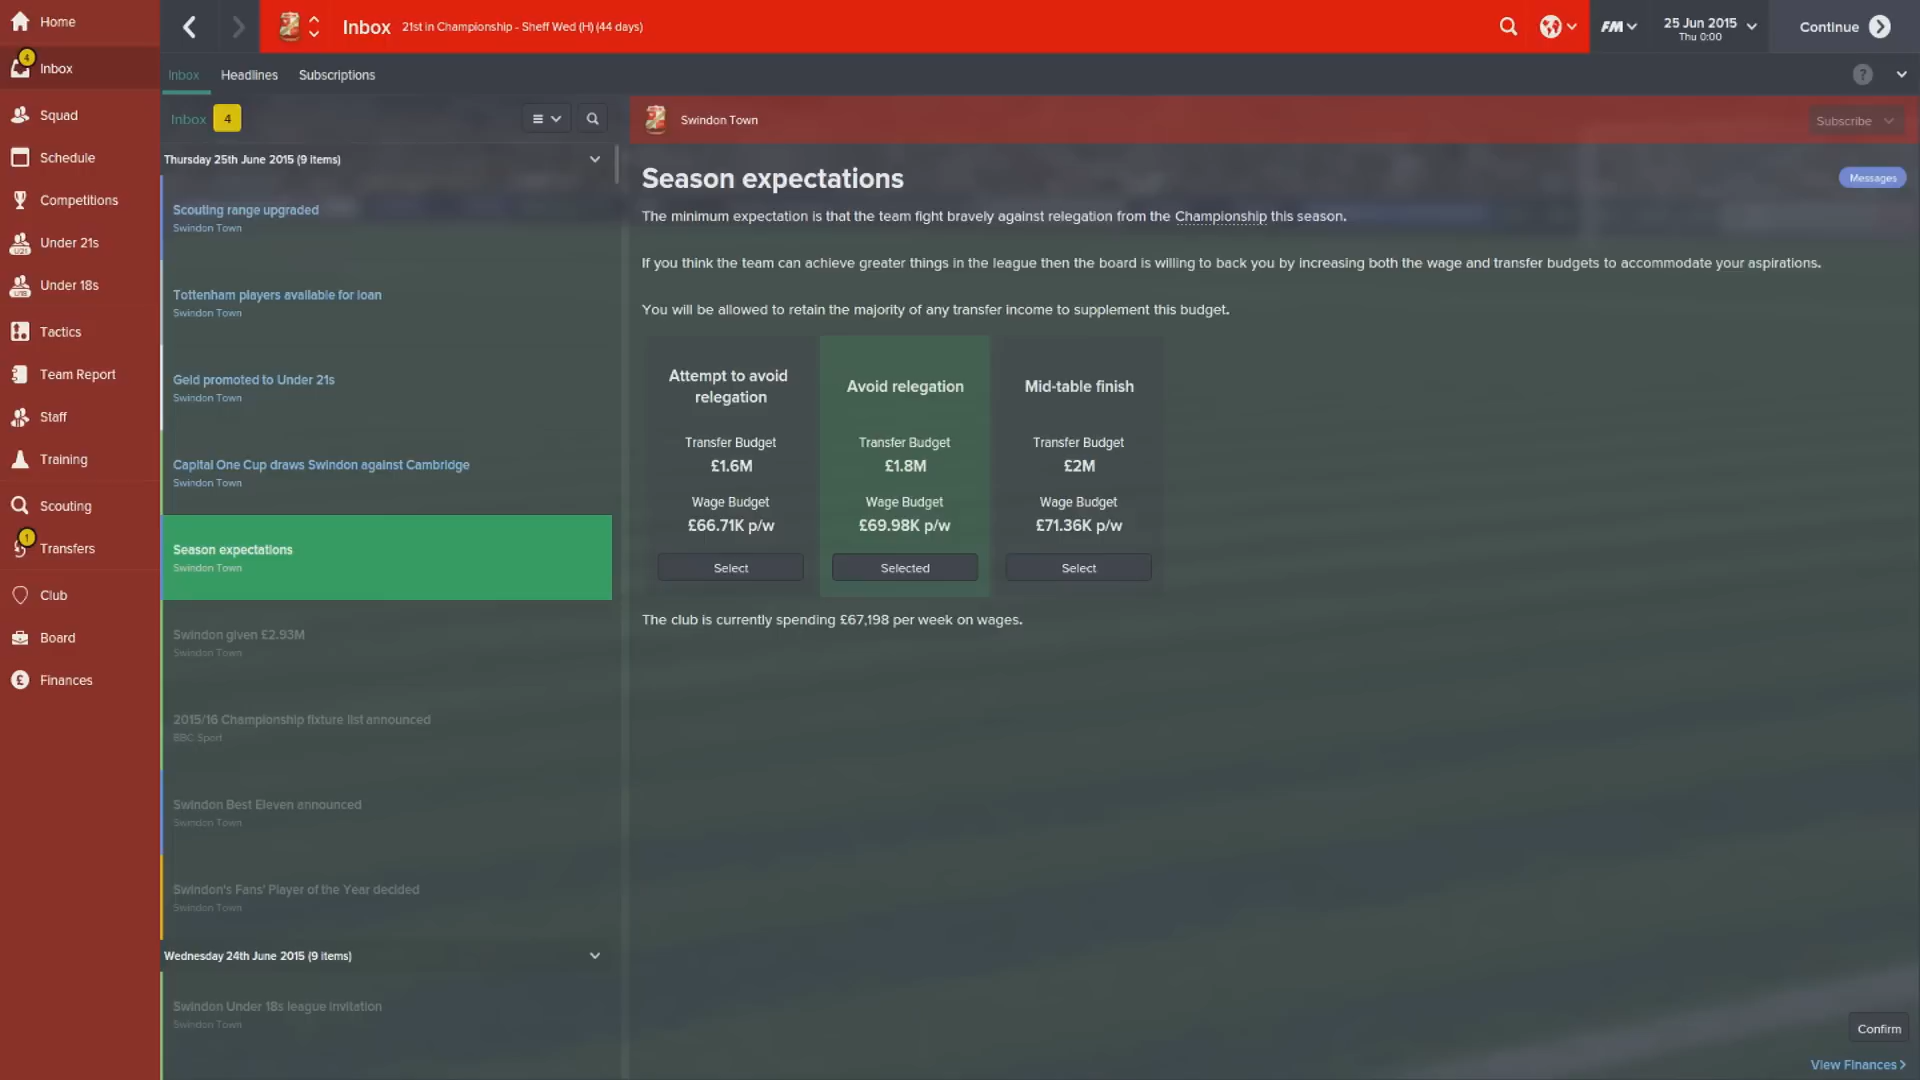 Home
4
Inbox
Squad
Schedule
Competitions
U21
Under 21s
U18
Under 18s
Tactics
Team Report
Staff
Training
Scouting
1
Transfers
Club
Board
£
Finances
Inbox
21st in Championship - Sheff Wed (H) (44 days)
FM
25 Jun 2015
Thu 0:00
Continue
Inbox
Headlines
Subscriptions
?
Inbox
4
Thursday 25th June 2015 (9 items)
Scouting range upgraded
Swindon Town
Tottenham players available for loan
Swindon Town
Geld promoted to Under 21s
Swindon Town
Capital One Cup draws Swindon against Cambridge
Swindon Town
Season expectations
Swindon Town
Swindon given £2.93M
Swindon Town
2015/16 Championship fixture list announced
BBC Sport
Swindon Best Eleven announced
Swindon Town
Swindon's Fans' Player of the Year decided
Swindon Town
Wednesday 24th June 2015 (9 items)
Swindon Under 18s league invitation
Swindon Town
Swindon Town
Subscribe
Season expectations
Messages
The minimum expectation is that the team fight bravely against relegation from the Championship this season.
If you think the team can achieve greater things in the league then the board is willing to back you by increasing both the wage and transfer budgets to accommodate your aspirations.
You will be allowed to retain the majority of any transfer income to supplement this budget.
Attempt to avoid
relegation
Transfer Budget
£1.6M
Wage Budget
£66.71K p/w
Select
Avoid relegation
Transfer Budget
£1.8M
Wage Budget
£69.98K p/w
Selected
Mid-table finish
Transfer Budget
£2M
Wage Budget
£71.36K p/w
Select
The club is currently spending £67,198 per week on wages.
Confirm
View Finances >